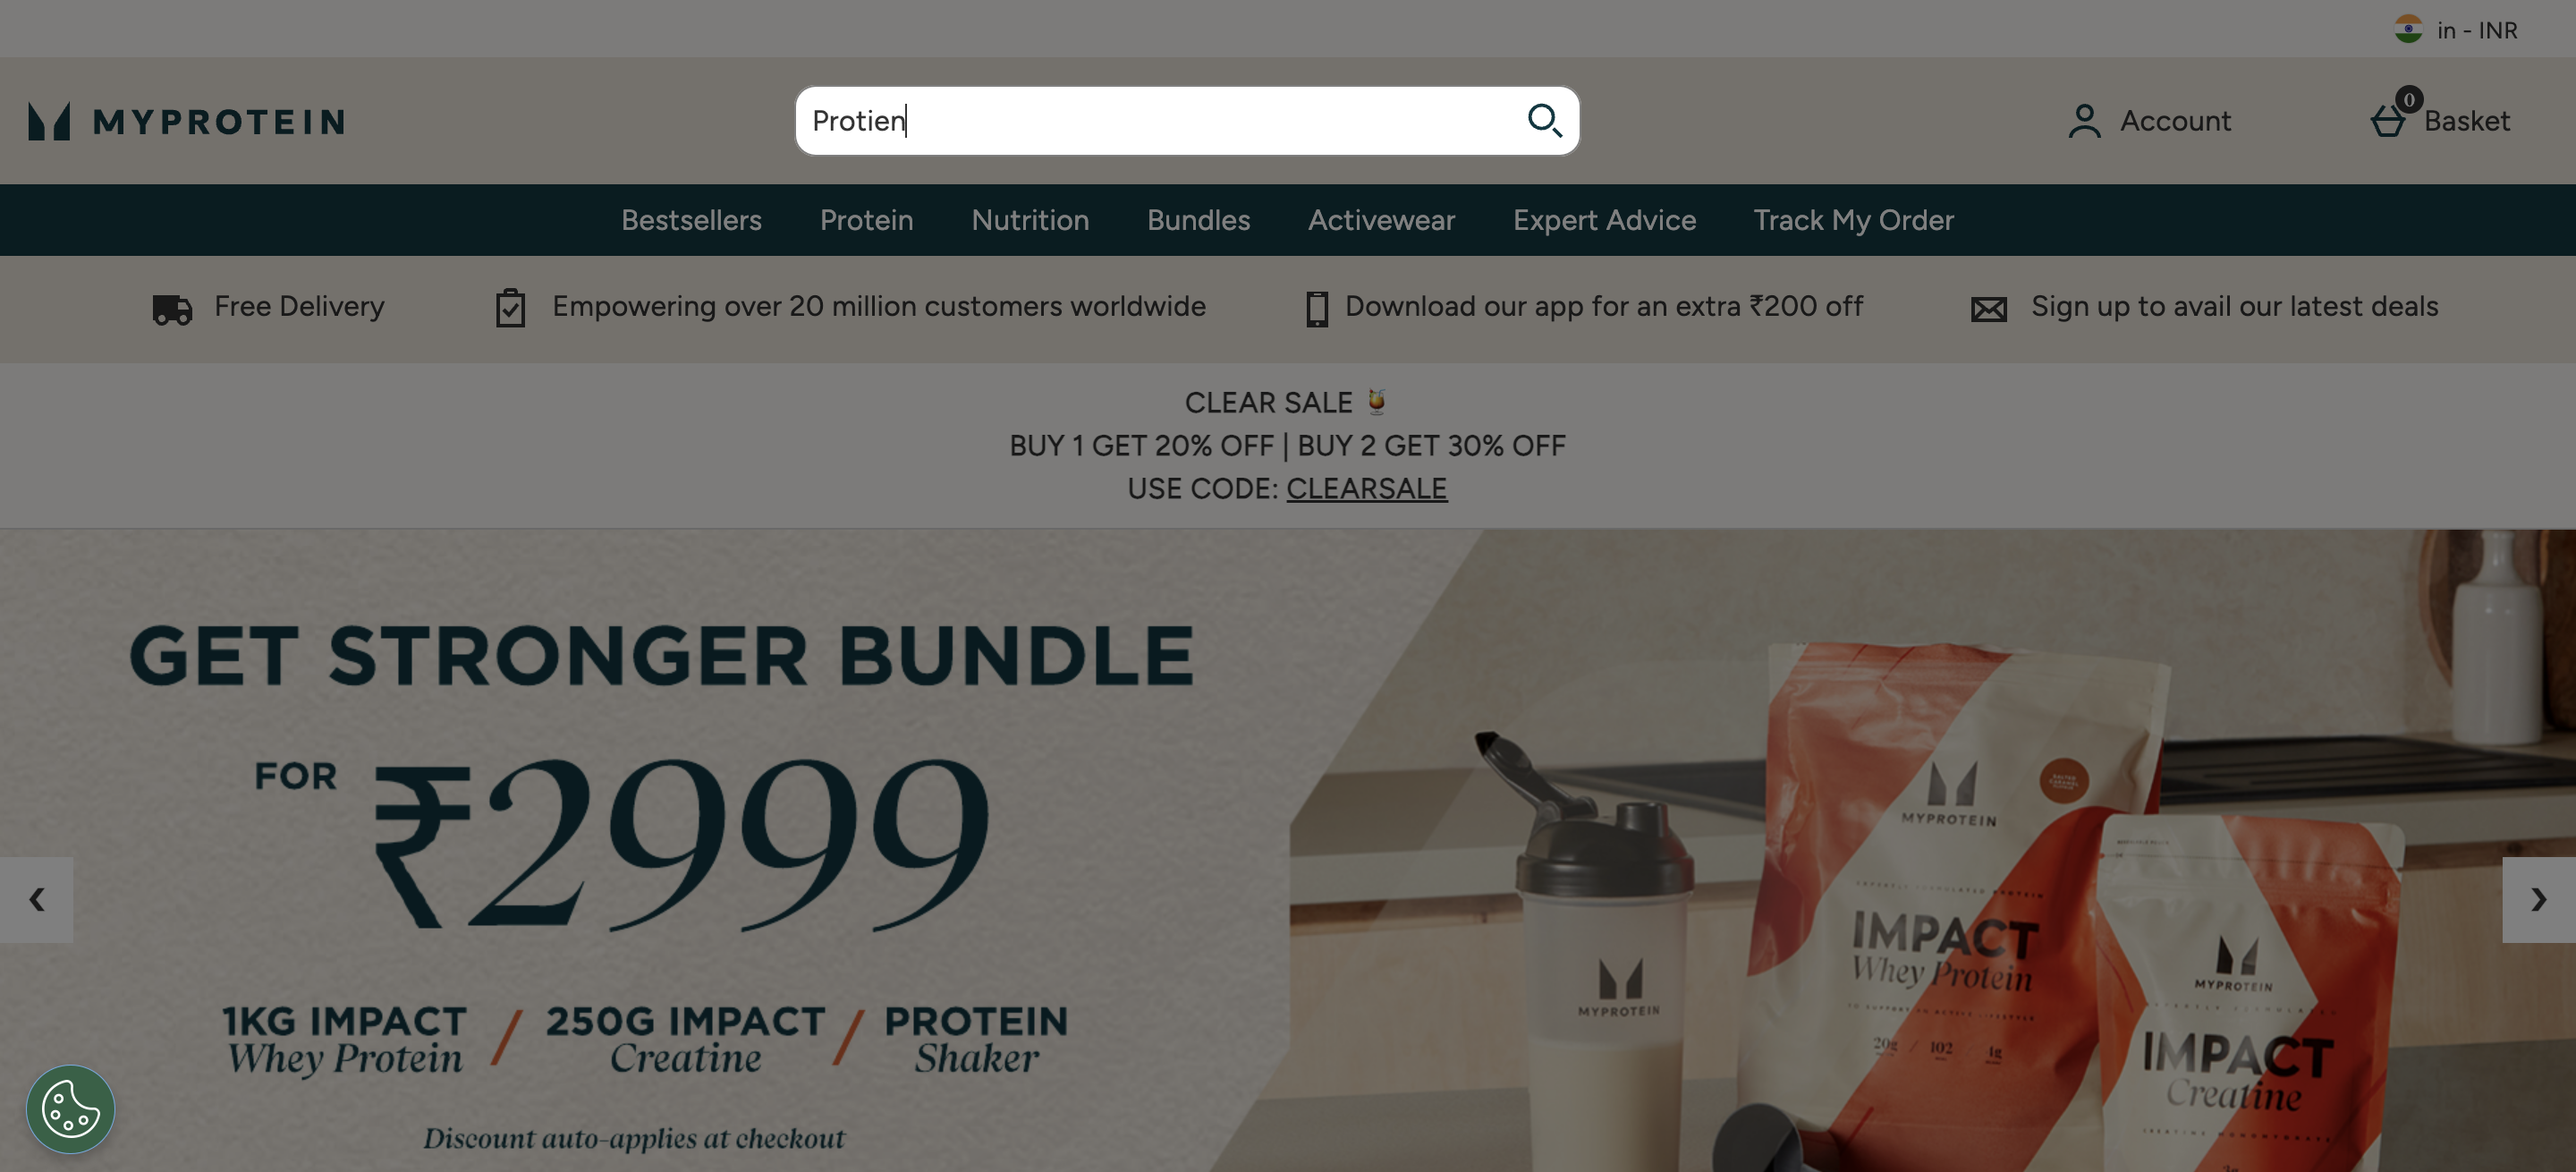 in - INR
MYPROTEIN
Protien
Account
0
Basket
Bestsellers Protein Nutrition Bundles Activewear Expert Advice Track My Order
Free Delivery
Empowering over 20 million customers worldwide
Download our app for an extra ₹200 off
Sign up to avail our latest deals
CLEAR SALE 🍹
BUY 1 GET 20% OFF | BUY 2 GET 30% OFF
USE CODE: CLEARSALE
GET STRONGER BUNDLE
FOR ₹2999
1KG IMPACT / 250G IMPACT / PROTEIN
Whey Protein Creatine Shaker
Discount auto-applies at checkout
MYPROTEIN
MYPROTEIN
IMPACT
Whey Protein
20g / 102 4g
MYPROTEIN
IMPACT
Creatine